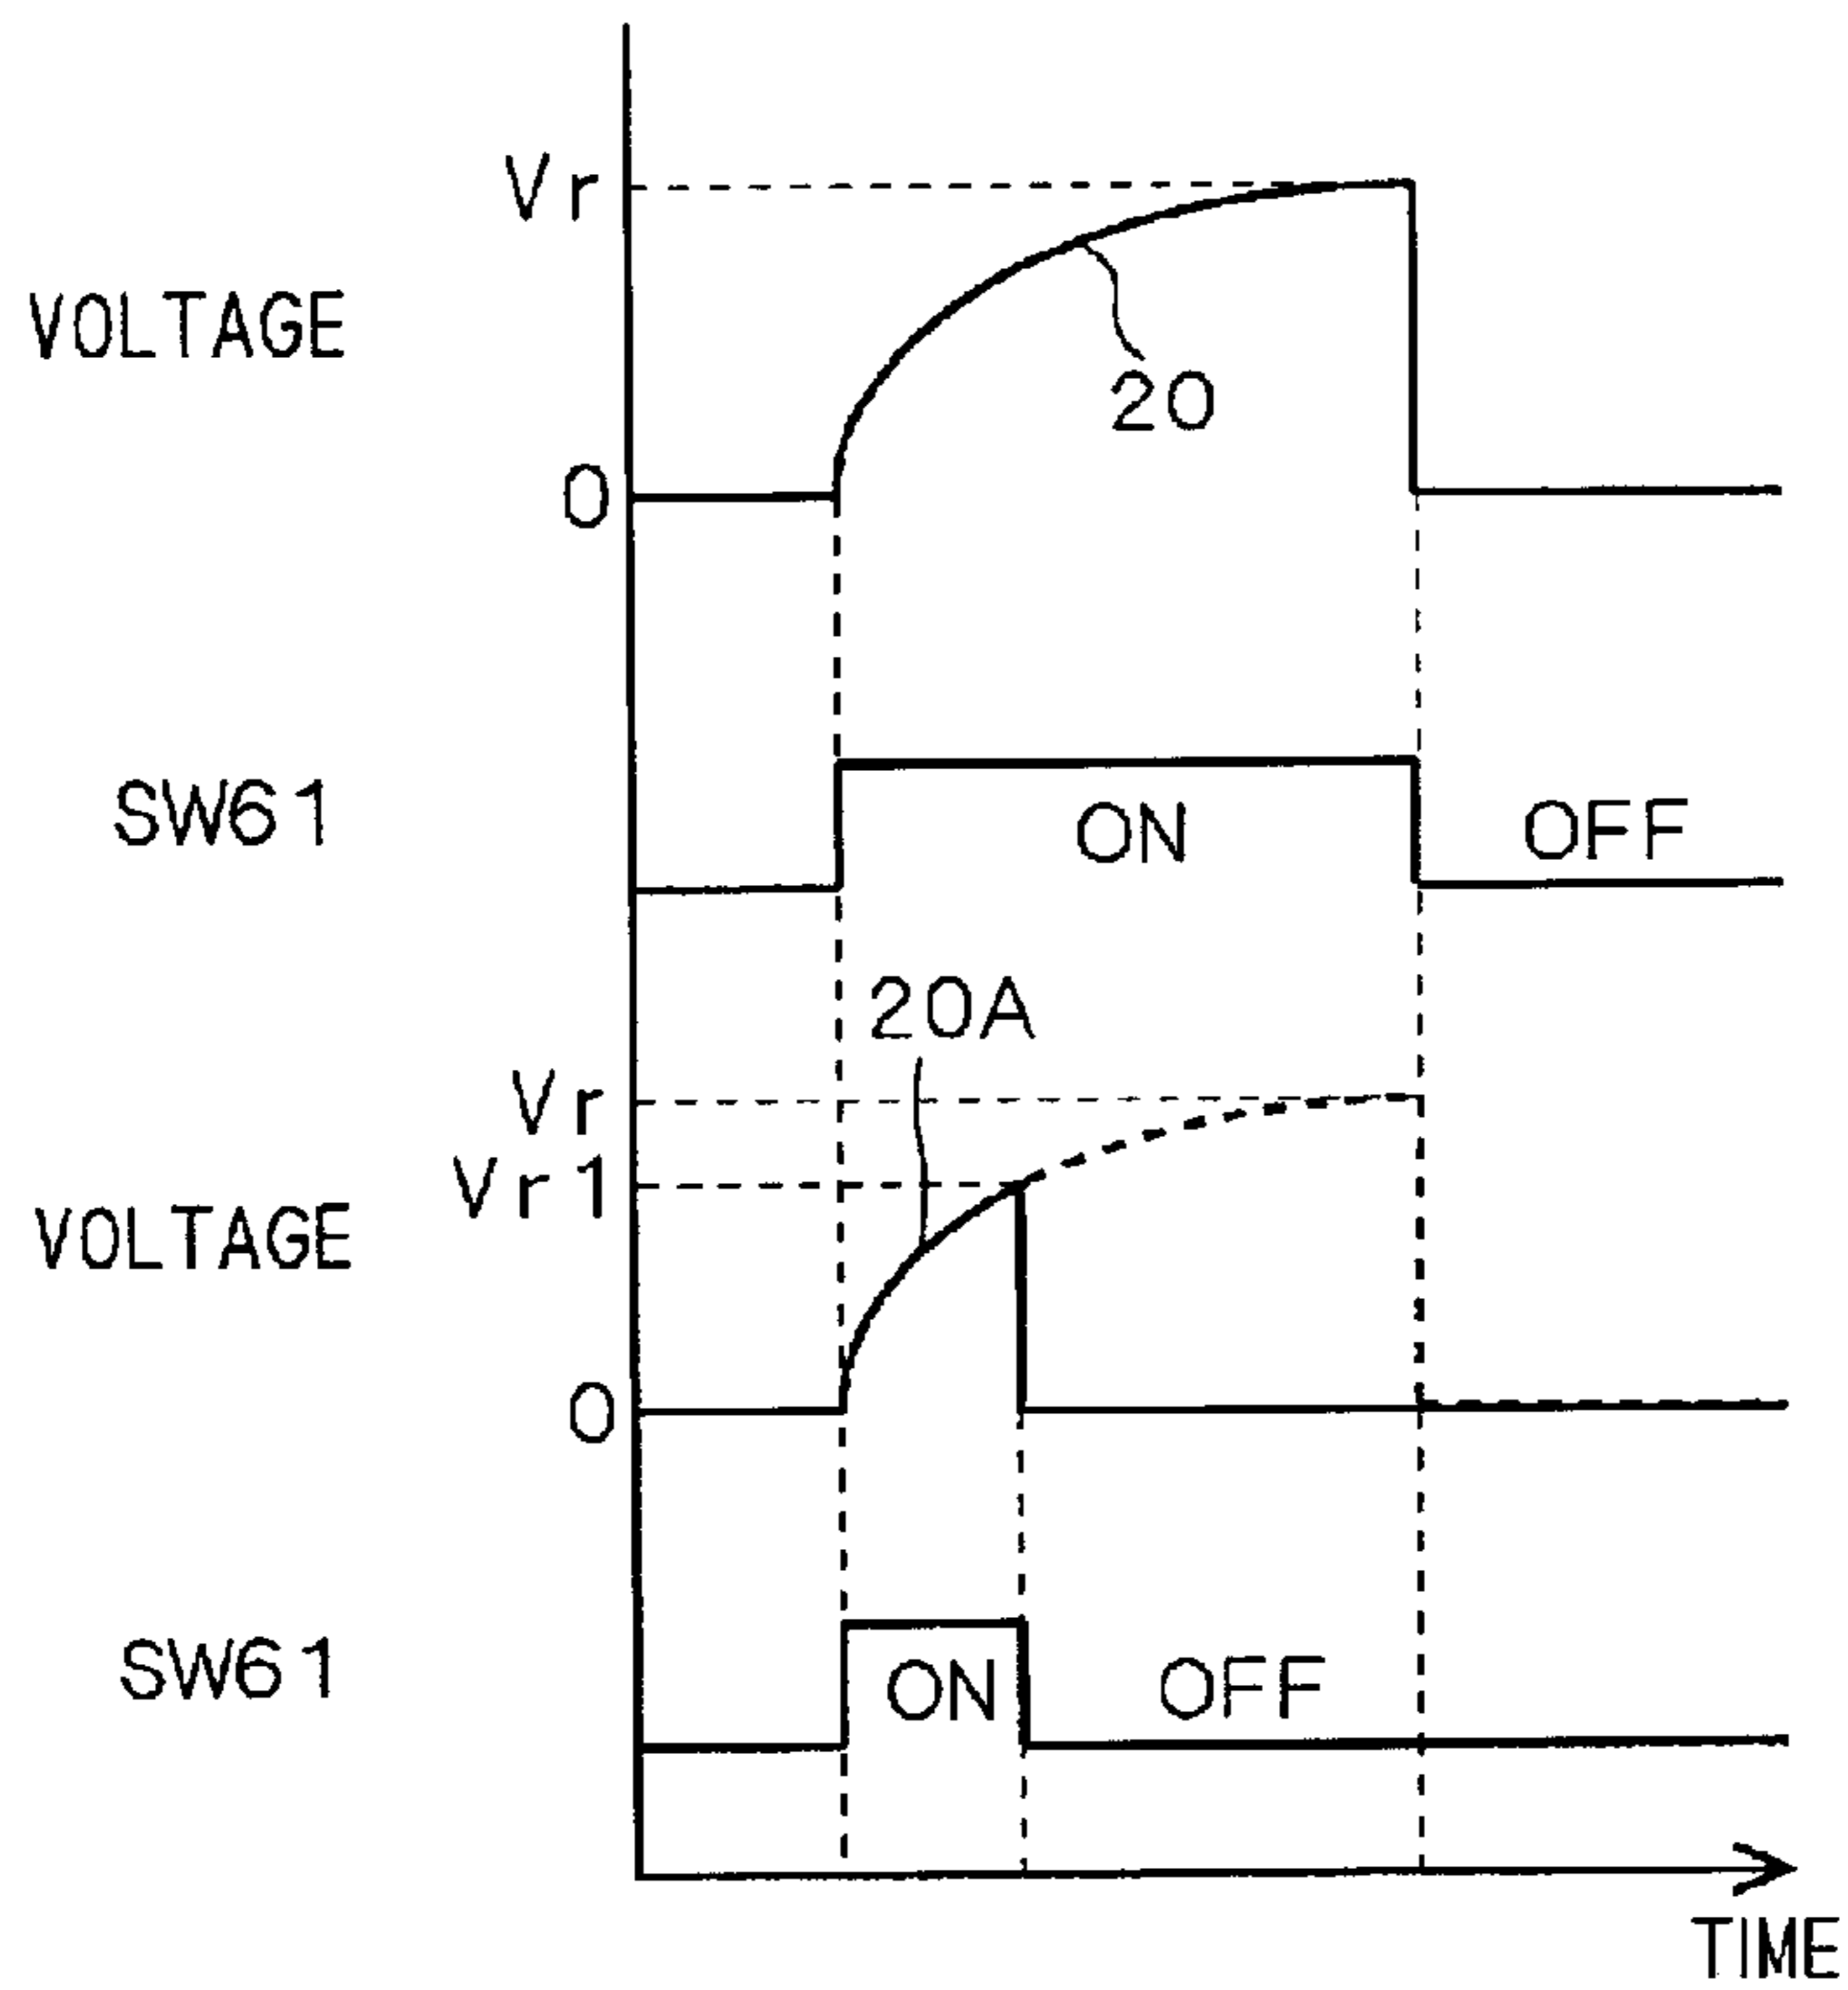 Vr
VOLTAGE
20
0
SW61
ON
OFF
20A
Vr
Vr1
VOLTAGE
0
SW61
ON
OFF
TIME